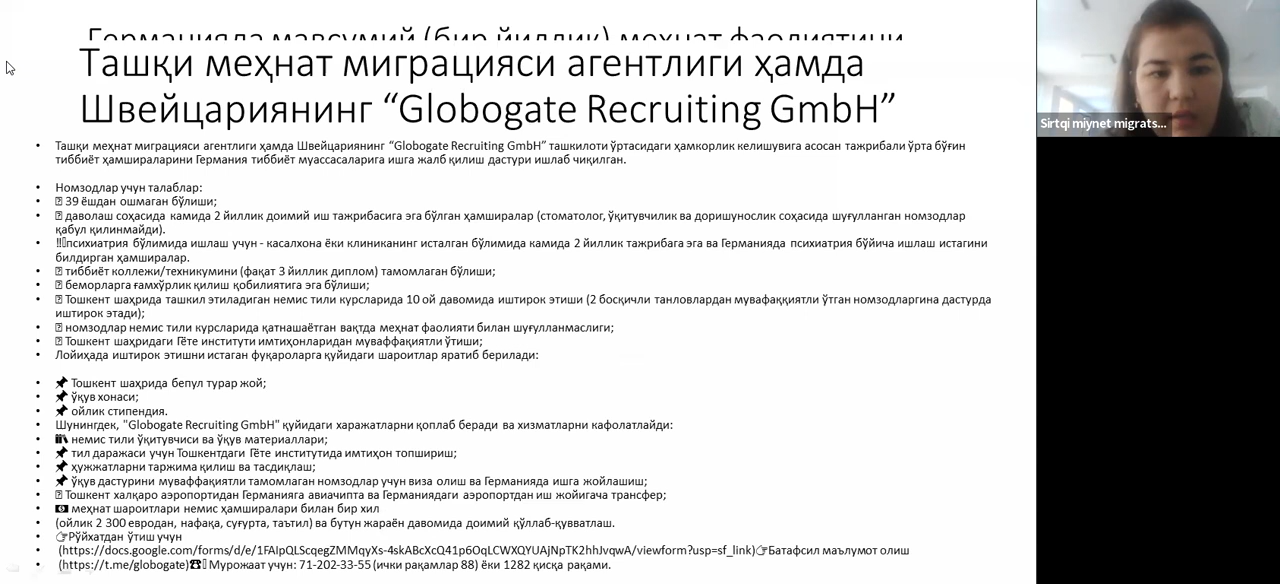 Германияда мавсумий (бир йиллик) меҳнат фаолиятини
Ташқи меҳнат миграцияси агентлиги ҳамда
Швейцариянинг “Globogate Recruiting GmbH”
• Ташқи меҳнат миграцияси агентлиги ҳамда Швейцариянинг “Globogate Recruiting GmbH” ташкилоти ўртасидаги ҳамкорлик келишувига асосан тажрибали ўрта бўғин
тиббиёт ҳамшираларини Германия тиббиёт муассасаларига ишга жалб қилиш дастури ишлаб чиқилган.
• Номзодлар учун талаблар:
• 39 ёшдан ошмаган бўлиши;
• даволаш соҳасида камида 2 йиллик доимий иш тажрибасига эга бўлган ҳамширалар (стоматолог, ўқитувчилик ва доришунослик соҳасида шуғулланган номзодлар
қабул қилинмайди).
• ‼психиатрия бўлимида ишлаш учун - касалхона ёки клиниканинг исталган бўлимида камида 2 йиллик тажрибага эга ва Германияда психиатрия бўйича ишлаш истагини
билдирган ҳамширалар.
• тиббиёт коллежи/техникумини (фақат 3 йиллик диплом) тамомлаган бўлиши;
• беморларга ғамхўрлик қилиш қобилиятига эга бўлиши;
• Тошкент шаҳрида ташкил этиладиган немис тили курсларида 10 ой давомида иштирок этиши (2 босқичли танловлардан мувафаққиятли ўтган номзодларгина дастурда
иштирок этади);
• номзодлар немис тили курсларида қатнашаётган вақтда меҳнат фаолияти билан шуғулланмаслиги;
• Тошкент шаҳридаги Гёте институти имтиҳонларидан муваффақиятли ўтиши;
• Лойиҳада иштирок этишни истаган фуқароларга қуйидаги шароитлар яратиб берилади:
• 📌 Тошкент шаҳрида бепул турар жой;
• 📌 ўқув хонаси;
• 📌 ойлик стипендия.
• Шунингдек, "Globogate Recruiting GmbH" қуйидаги харажатларни қоплаб беради ва хизматларни кафолатлайди:
• 📚 немис тили ўқитувчиси ва ўқув материаллари;
• 📌 тил даражаси учун Тошкентдаги Гёте институтида имтиҳон топшириш;
• 📌 ҳужжатларни таржима қилиш ва тасдиқлаш;
• 📌 ўқув дастурини муваффақиятли тамомлаган номзодлар учун виза олиш ва Германияда ишга жойлашиш;
• Тошкент халқаро аэропортидан Германияга авиачипта ва Германиядаги аэропортдан иш жойигача трансфер;
• 💵 меҳнат шароитлари немис ҳамширалари билан бир хил
• (ойлик 2 300 евродан, нафақа, суғурта, таътил) ва бутун жараён давомида доимий қўллаб-қувватлаш.
• 👉Рўйхатдан ўтиш учун
• (https://docs.google.com/forms/d/e/1FAIpQLScqegZMMqyXs-4skABcXcQ41p6OqLCWXQYUAjNpTK2hhJvqwA/viewform?usp=sf_link)👉Батафсил маълумот олиш
• (https://t.me/globogate)☎Мурожаат учун: 71-202-33-55 (ички рақамлар 88) ёки 1282 қисқа рақами.
Sirtqi miynet migrats...